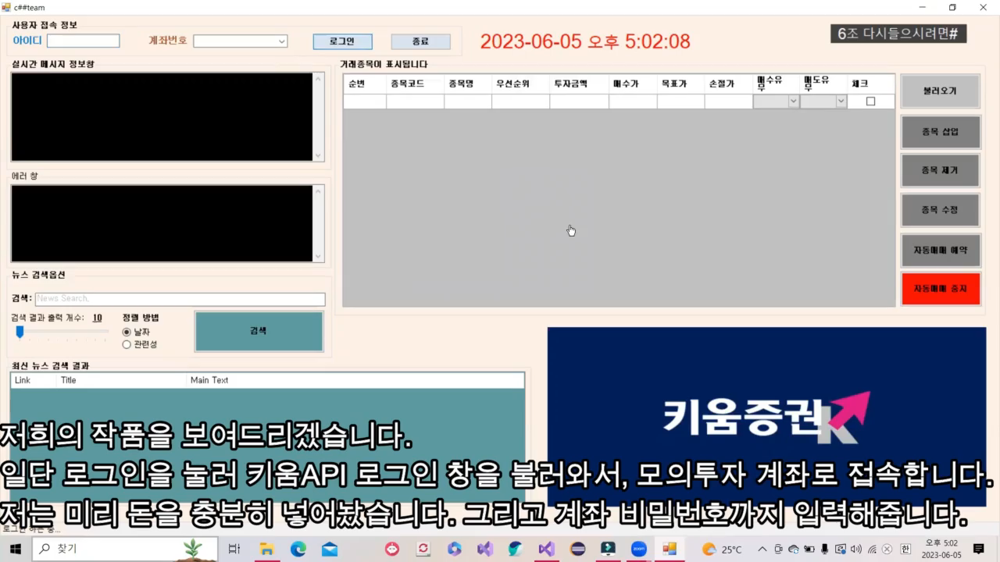 c##team
사용자 접속 정보
아이디
계좌번호
로그인
종료
2023-06-05 오후 5:02:08
6조 다시들으시려면#
실시간 메시지 정보창
거래종목이 표시됩니다
순번 종목코드 종목명 우선순위 투자금액 매수가 목표가 손절가 매수유무 매도유무 체크
불러오기
종목 삽입
종목 제거
종목 수정
자동매매 예약
자동매매 중지
에러 창
뉴스 검색옵션
검색: News Search,
검색 결과 출력 개수: 10
정렬 방법
날짜
관련성
검색
최신 뉴스 검색 결과
Link Title Main Text
키움증권
저희의 작품을 보여드리겠습니다.
일단 로그인을 눌러 키움API 로그인 창을 불러와서, 모의투자 계좌로 접속합니다.
저는 미리 돈을 충분히 넣어놨습니다. 그리고 계좌 비밀번호까지 입력해줍니다.
로그인 하는 중...
찾기
zoom
25°C
한
오후 5:02
2023-06-05